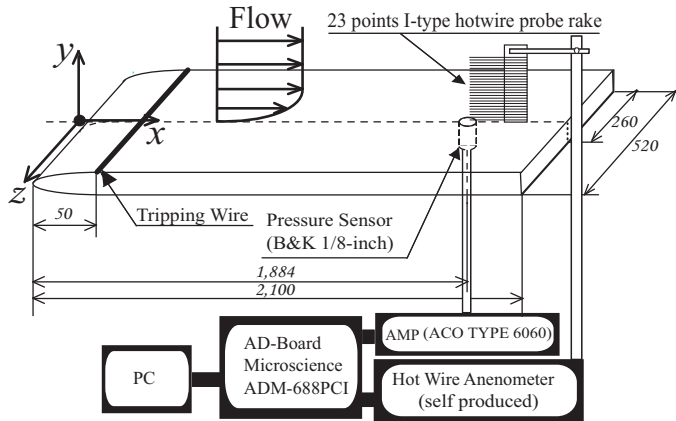 Flow
23 points I-type hotwire probe rake
y
x
z
260
520
50
Tripping Wire
Pressure Sensor
(B&K 1/8-inch)
1,884
2,100
PC
AD-Board
Microscience
ADM-688PCI
AMP (ACO TYPE 6060)
Hot Wire Anenometer
(self produced)